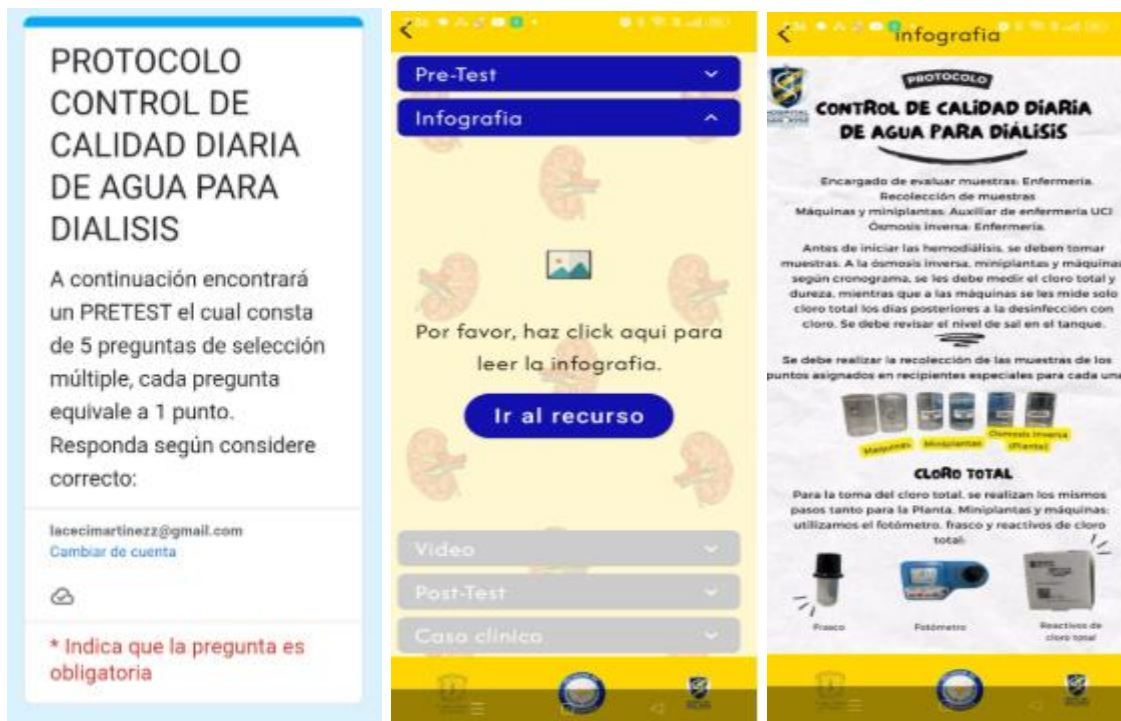 PROTOCOLO
CONTROL DE
CALIDAD DIARIA
DE AGUA PARA
DIALISIS
A continuación encontrará
un PRETEST el cual consta
de 5 preguntas de selección
múltiple, cada pregunta
equivale a 1 punto.
Responda según considere
correcto:
lacecimartinezz@gmail.com
Cambiar de cuenta
* Indica que la pregunta es
obligatoria
Pre-Test
Infografia
Por favor, haz click aqui para
leer la infografia.
Ir al recurso
Video
Post-Test
Caso clinico
Infografia
PROTOCOLO
CONTROL DE CALIDAD DIARIA
DE AGUA PARA DIÁLISIS
Encargado de evaluar muestras: Enfermería.
Recolección de muestras
Máquinas y miniplantas: Auxiliar de enfermería UCI
Ósmosis inversa: Enfermería.
Antes de iniciar las hemodiálisis, se deben tomar
muestras. A la ósmosis inversa, miniplantas y máquinas
según cronograma, se les debe medir el cloro total y
dureza, mientras que a las máquinas se les mide solo
cloro total los días posteriores a la desinfección con
cloro. Se debe revisar el nivel de sal en el tanque.
Se debe realizar la recolección de las muestras de los
puntos asignados en recipientes especiales para cada una
Maquinas
Miniplantas
Osmosis inversa
(Planta)
CLORO TOTAL
Para la toma del cloro total, se realizan los mismos
pasos tanto para la Planta, Miniplantas y máquinas:
utilizamos el fotómetro, frasco y reactivos de cloro
total:
Frasco
Fotómetro
Reactivos de
cloro total